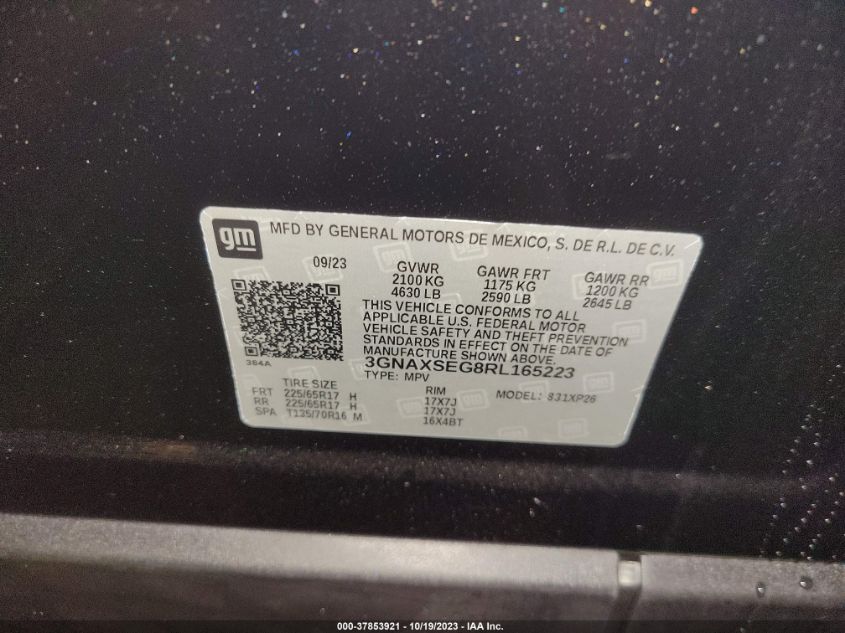 gm MFD BY GENERAL MOTORS DE MEXICO, S. DE R.L. DE C.V.
09/23 GVWR GAWR FRT GAWR RR
2100 KG 1175 KG 1200 KG
4630 LB 2590 LB 2645 LB
THIS VEHICLE CONFORMS TO ALL
APPLICABLE U.S. FEDERAL MOTOR
VEHICLE SAFETY AND THEFT PREVENTION
STANDARDS IN EFFECT ON THE DATE OF
MANUFACTURE SHOWN ABOVE.
384A
3GNAXSEG8RL165223
TYPE: MPV
TIRE SIZE RIM MODEL: 831XP26
FRT 225/65R17 H 17X7J
RR 225/65R17 H 17X7J
SPA T135/70R16 M 16X4BT
000-37853921 - 10/19/2023 - IAA Inc.